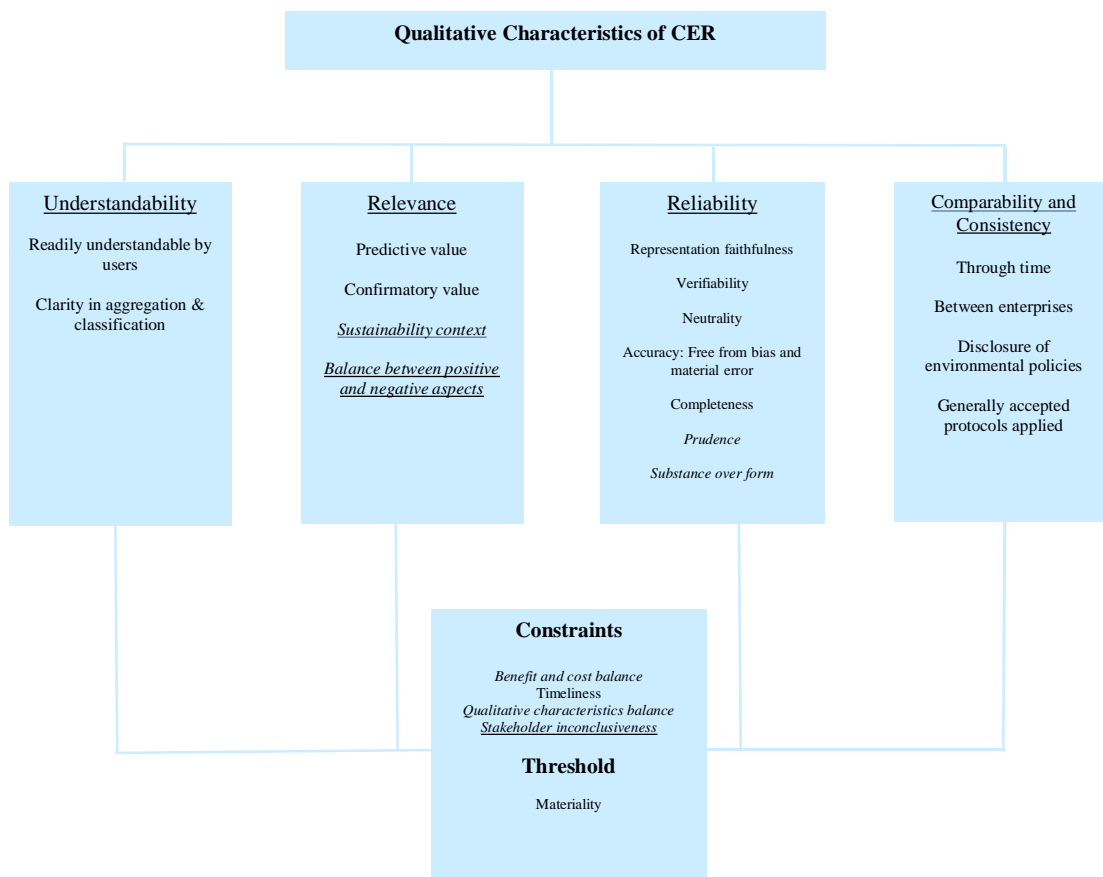 Qualitative Characteristics of CER
Understandability
Readily understandable by
users
Clarity in aggregation &
classification
Relevance
Predictive value
Confirmatory value
Sustainability context
Balance between positive
and negative aspects
Reliability
Representation faithfulness
Verifiability
Neutrality
Accuracy: Free from bias and
material error
Completeness
Prudence
Substance over form
Comparability and
Consistency
Through time
Between enterprises
Disclosure of
environmental policies
Generally accepted
protocols applied
Constraints
Benefit and cost balance
Timeliness
Qualitative characteristics balance
Stakeholder inconclusiveness
Threshold
Materiality